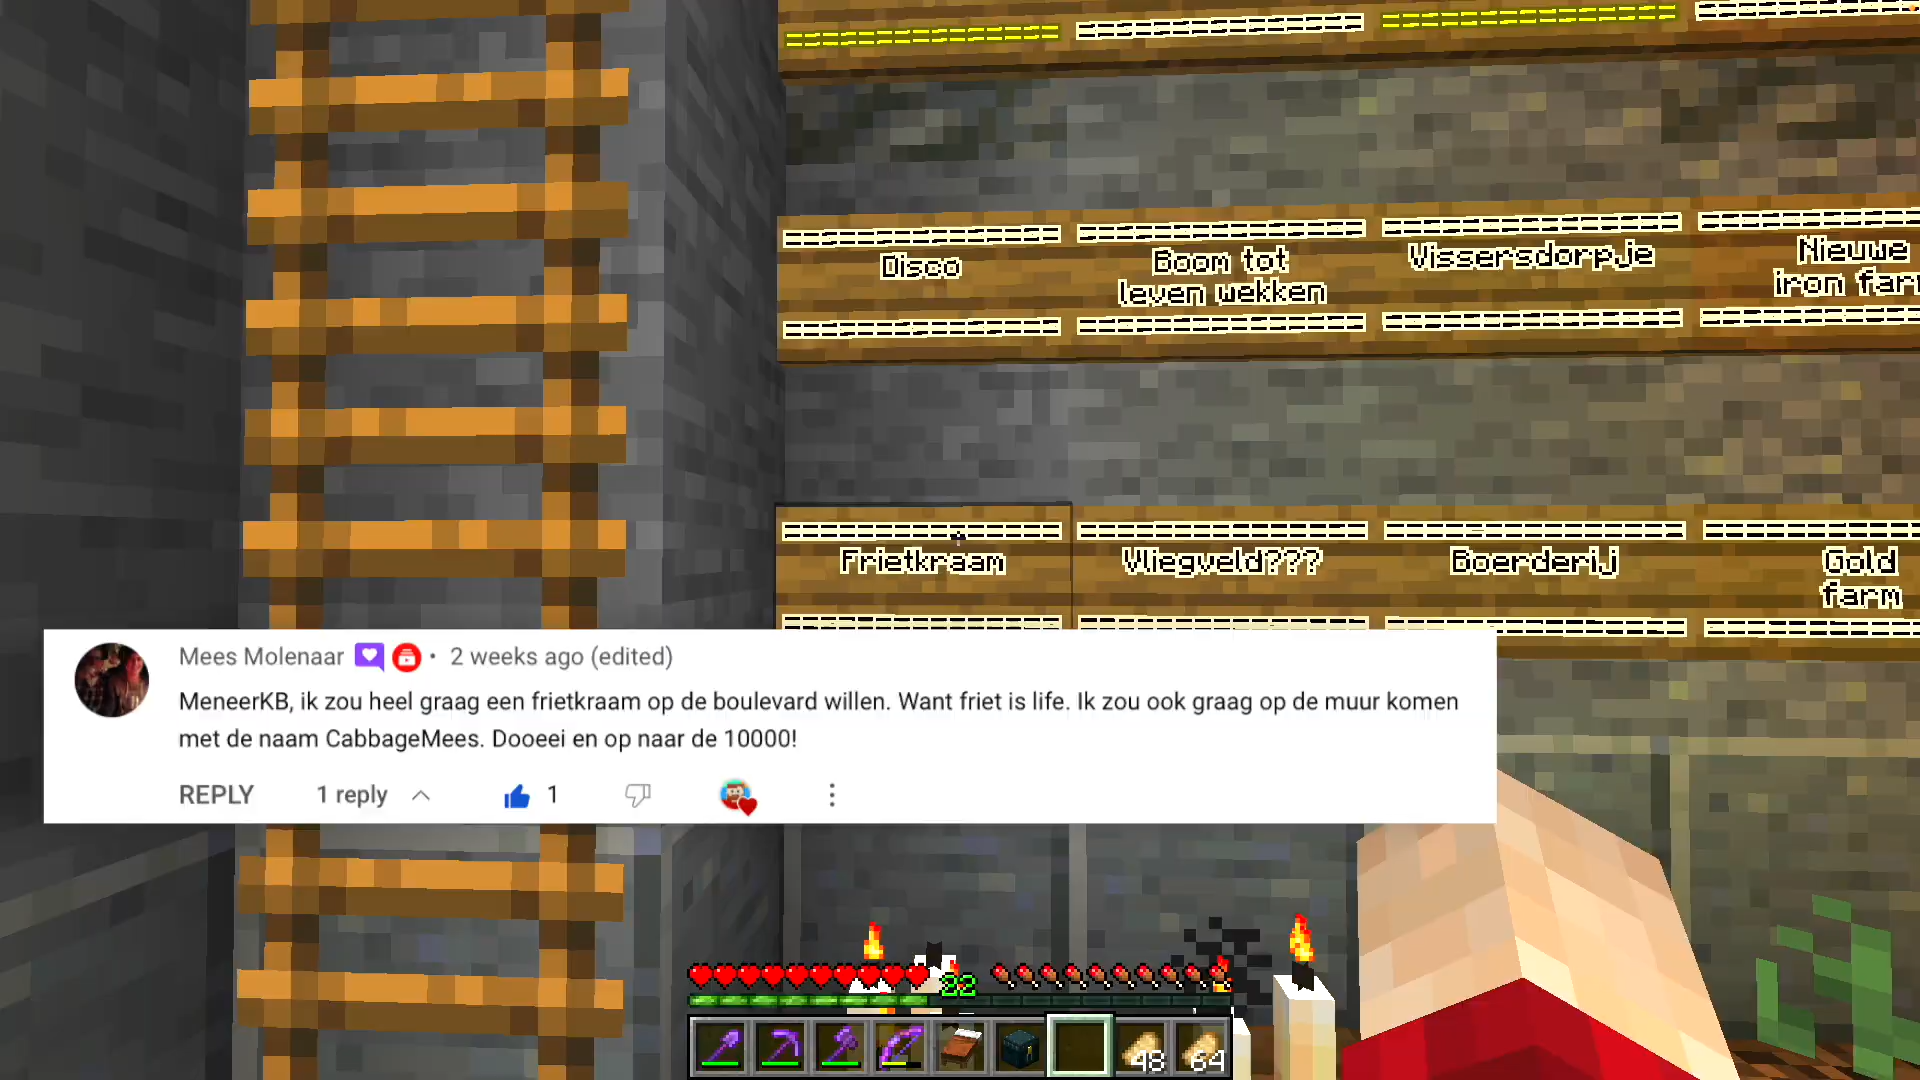 Disco
Boom tot
leven wekken
Vissersdorpje
Nieuwe
iron farm
Frietkraam
Vliegveld???
Boerderij
Gold
farm
Mees Molenaar • 2 weeks ago (edited)
MeneerKB, ik zou heel graag een frietkraam op de boulevard willen. Want friet is life. Ik zou ook graag op de muur komen
met de naam CabbageMees. Dooeei en op naar de 10000!
REPLY 1 reply 1
22
48 64